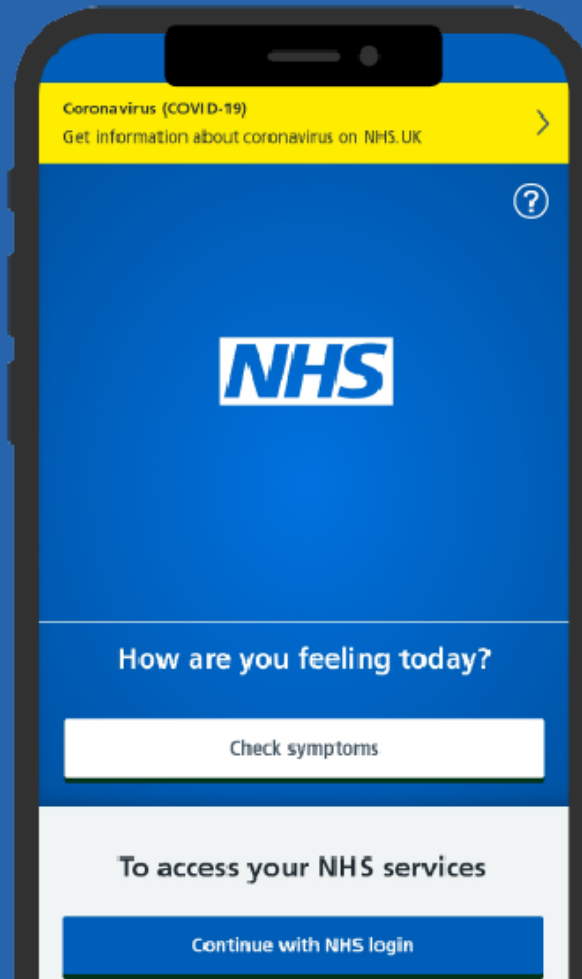 Coronavirus (COVID-19)
Get information about coronavirus on NHS.UK
?
NHS
How are you feeling today?
Check symptoms
To access your NHS services
Continue with NHS login